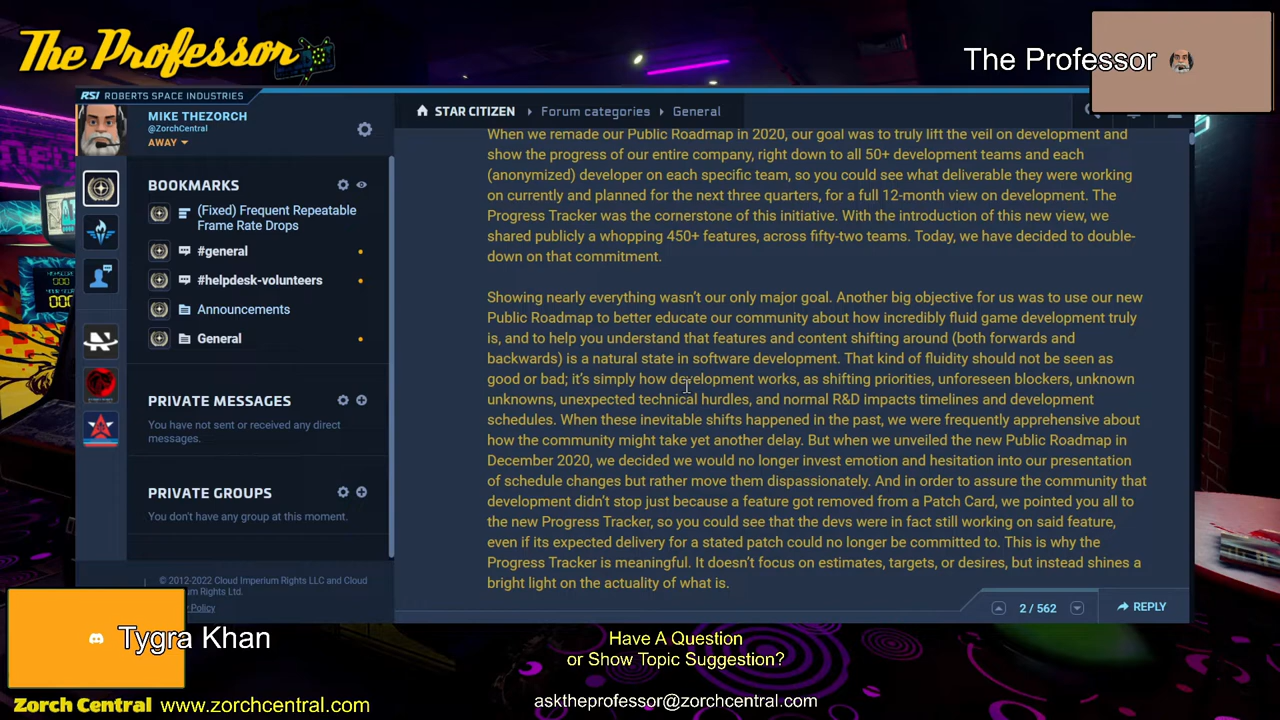 The Professor
The Professor
RSI ROBERTS SPACE INDUSTRIES
MIKE THEZORCH
@ZorchCentral
AWAY
STAR CITIZEN > Forum categories > General
BOOKMARKS
(Fixed) Frequent Repeatable
Frame Rate Drops
#general
#helpdesk-volunteers
Announcements
General
PRIVATE MESSAGES
You have not sent or received any direct
messages.
PRIVATE GROUPS
You don't have any group at this moment.
© 2012-2022 Cloud Imperium Rights LLC and Cloud
um Rights Ltd.
Policy
When we remade our Public Roadmap in 2020, our goal was to truly lift the veil on development and
show the progress of our entire company, right down to all 50+ development teams and each
(anonymized) developer on each specific team, so you could see what deliverable they were working
on currently and planned for the next three quarters, for a full 12-month view on development. The
Progress Tracker was the cornerstone of this initiative. With the introduction of this new view, we
shared publicly a whopping 450+ features, across fifty-two teams. Today, we have decided to double-
down on that commitment.
Showing nearly everything wasn't our only major goal. Another big objective for us was to use our new
Public Roadmap to better educate our community about how incredibly fluid game development truly
is, and to help you understand that features and content shifting around (both forwards and
backwards) is a natural state in software development. That kind of fluidity should not be seen as
good or bad; it's simply how development works, as shifting priorities, unforeseen blockers, unknown
unknowns, unexpected technical hurdles, and normal R&D impacts timelines and development
schedules. When these inevitable shifts happened in the past, we were frequently apprehensive about
how the community might take yet another delay. But when we unveiled the new Public Roadmap in
December 2020, we decided we would no longer invest emotion and hesitation into our presentation
of schedule changes but rather move them dispassionately. And in order to assure the community that
development didn't stop just because a feature got removed from a Patch Card, we pointed you all to
the new Progress Tracker, so you could see that the devs were in fact still working on said feature,
even if its expected delivery for a stated patch could no longer be committed to. This is why the
Progress Tracker is meaningful. It doesn't focus on estimates, targets, or desires, but instead shines a
bright light on the actuality of what is.
2 / 562
REPLY
Tygra Khan
Have A Question
or Show Topic Suggestion?
asktheprofessor@zorchcentral.com
Zorch Central www.zorchcentral.com